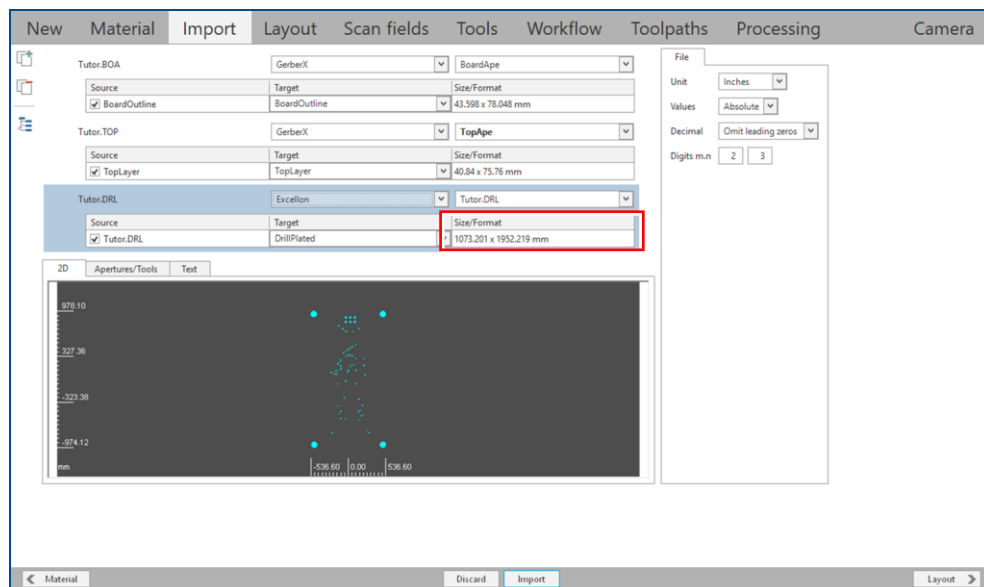 New Material Import Layout Scan fields Tools Workflow Toolpaths Processing Camera
Tutor.BOA GerberX BoardApe
Source Target Size/Format
BoardOutline BoardOutline 43.598 x 78.048 mm
Tutor.TOP GerberX TopApe
Source Target Size/Format
TopLayer TopLayer 40.84 x 75.76 mm
Tutor.DRL Excellon Tutor.DRL
Source Target Size/Format
Tutor.DRL DrillPlated 1073.201 x 1952.219 mm
File
Unit Inches
Values Absolute
Decimal Omit leading zeros
Digits m.n 2 3
2D Apertures/Tools Text
978.10
327.36
-323.38
-974.12
mm -536.60 0.00 536.60
Material Discard Import Layout